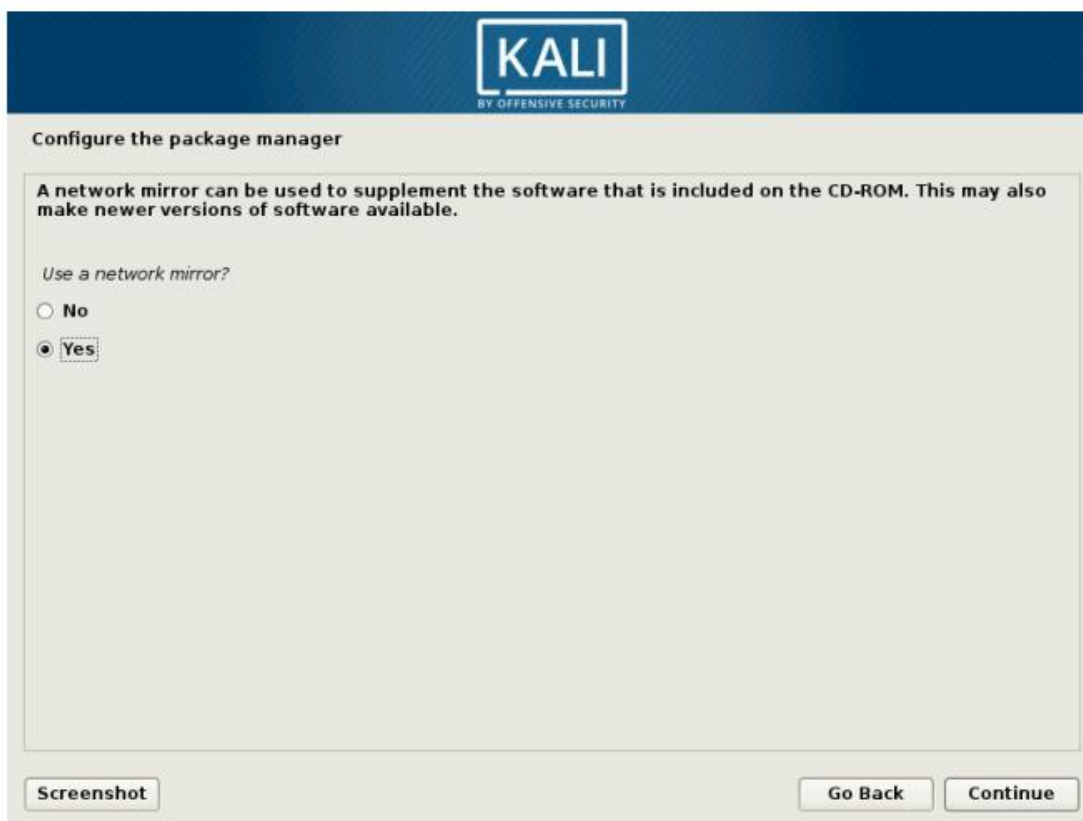 KALI
BY OFFENSIVE SECURITY
Configure the package manager
A network mirror can be used to supplement the software that is included on the CD-ROM. This may also
make newer versions of software available.
Use a network mirror?
No
Yes
Screenshot
Go Back
Continue